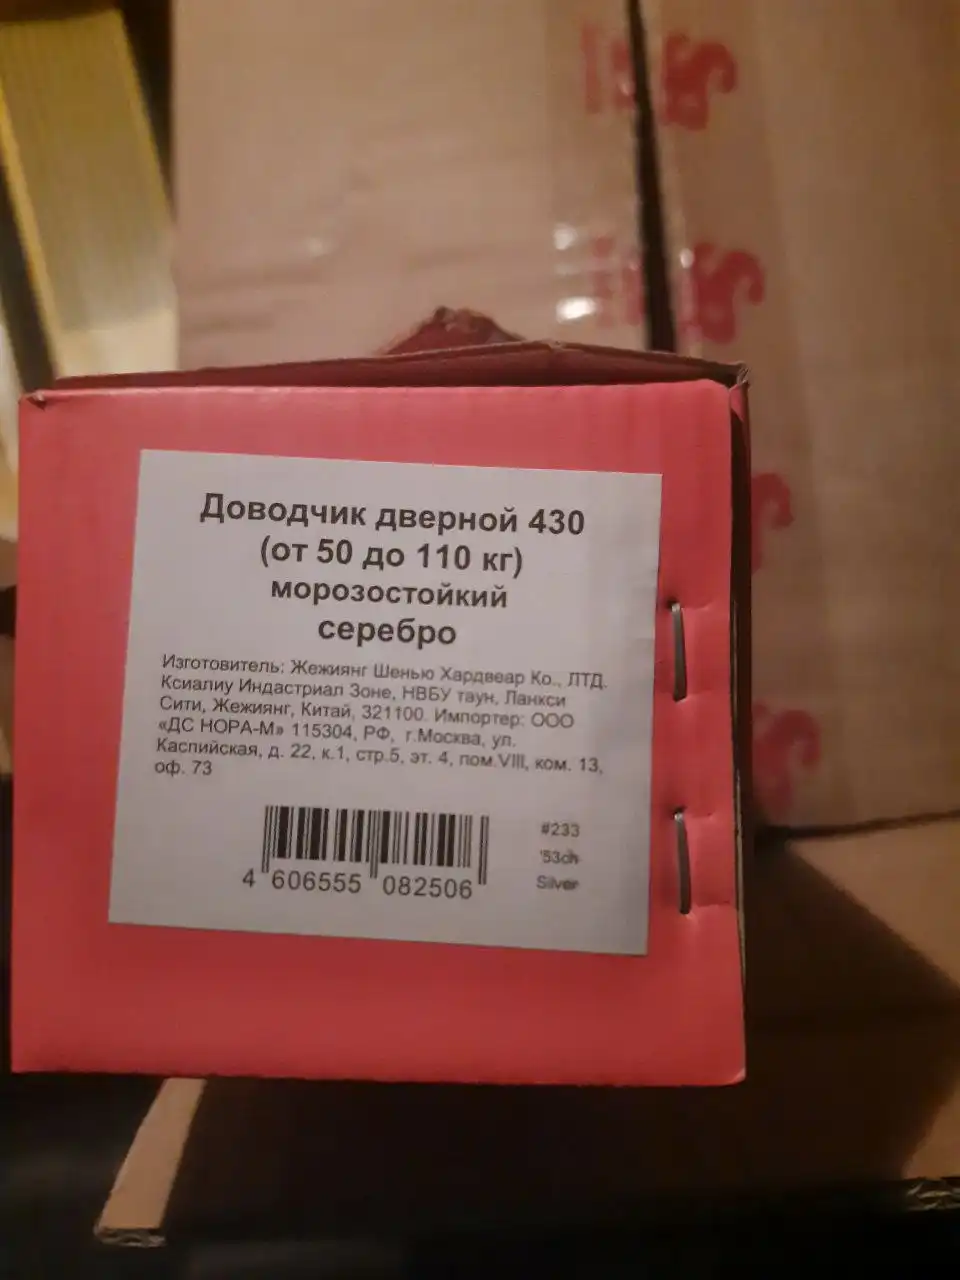 Доводчик дверной 430
(от 50 до 110 кг)
морозостойкий
серебро
Изготовитель: Жежиянг Шенью Хардвеар Ко., ЛТД.
Ксиалиу Индастриал Зоне, НВБУ таун, Ланкси
Сити, Жежиянг, Китай, 321100. Импортер: ООО
«ДС НОРА-М» 115304, РФ, г.Москва, ул.
Каспийская, д. 22, к.1, стр.5, эт. 4, пом.VIII, ком. 13,
оф. 73
#233
'53ch
Silver
4 606555 082506